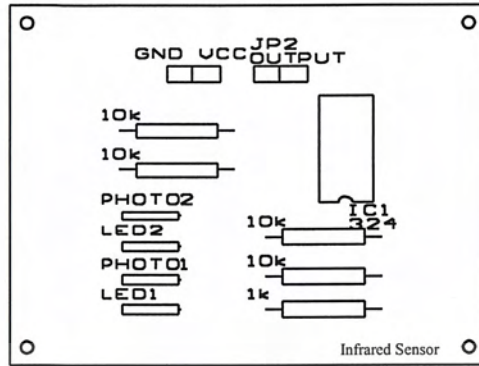 GND VCC JP2
OUTPUT
10k
10k
PHOTO2
LED2
PHOTO1
LED1
IC1
324
10k
10k
1k
Infrared Sensor